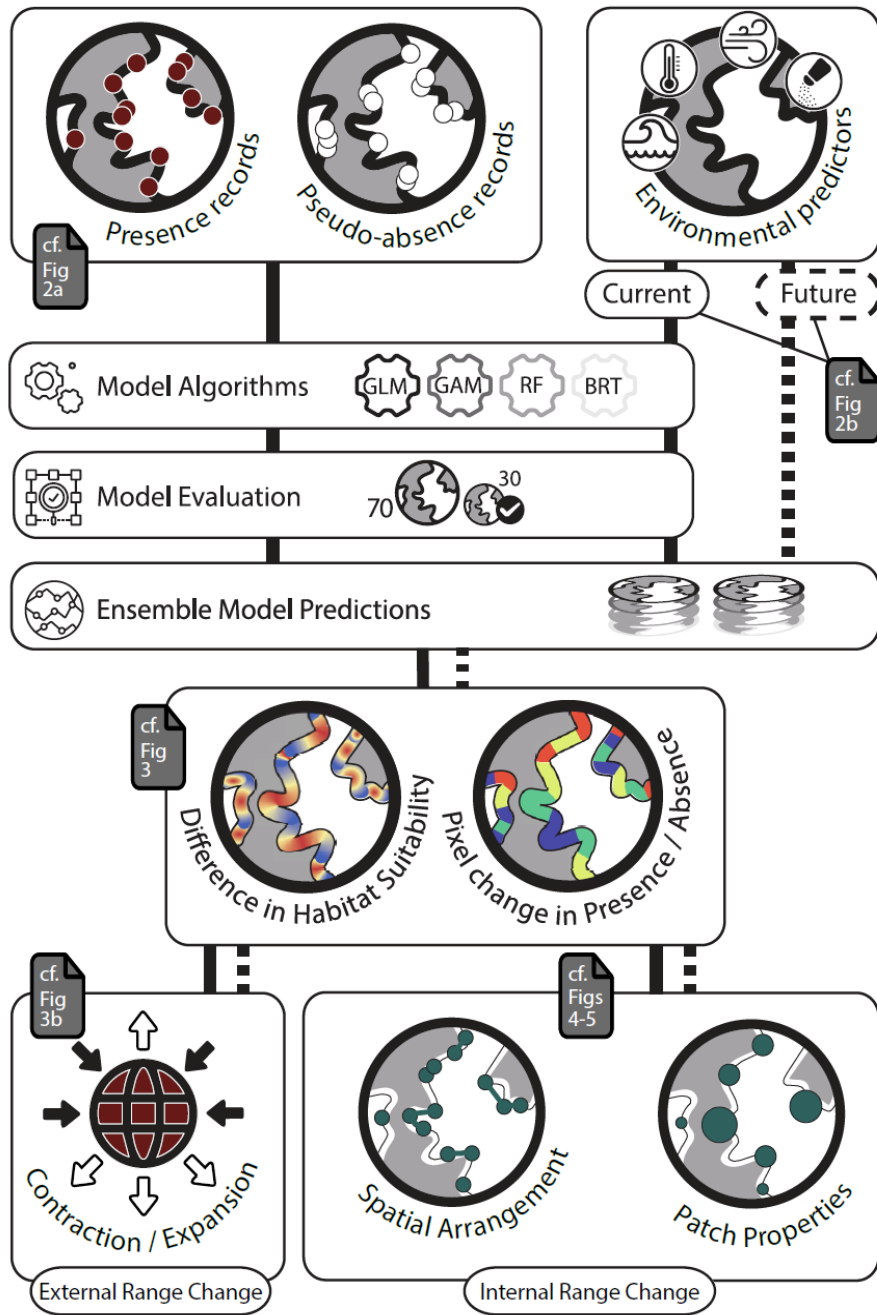 Presence records
Pseudo-absence records
Environmental predictors
cf.
Fig
2a
Current
Future
cf.
Fig
2b
Model Algorithms
GLM
GAM
RF
BRT
Model Evaluation
70
30
Ensemble Model Predictions
cf.
Fig
3
Difference in Habitat Suitability
Pixel change in Presence / Absence
cf.
Fig
3b
cf.
Figs
4-5
Contraction / Expansion
Spatial Arrangement
Patch Properties
External Range Change
Internal Range Change